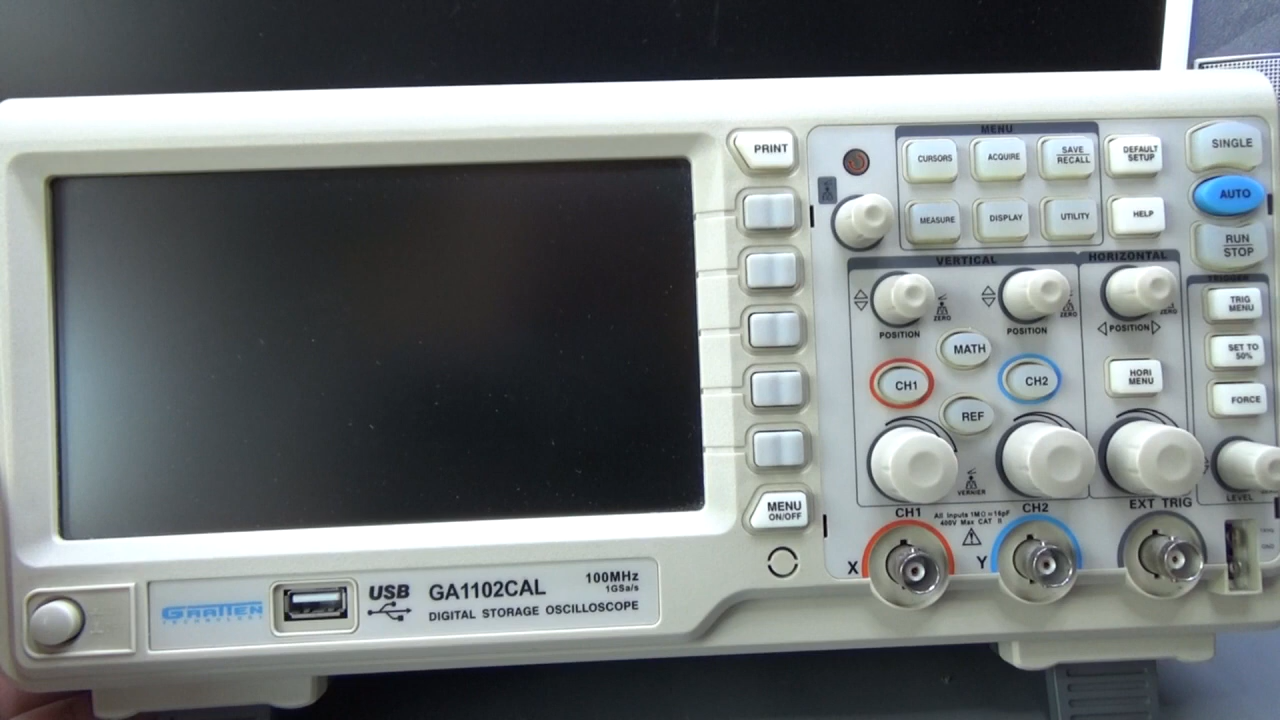 PRINT
MENU
CURSORS
ACQUIRE
SAVE
RECALL
DEFAULT
SETUP
SINGLE
MEASURE
DISPLAY
UTILITY
HELP
AUTO
RUN
STOP
VERTICAL
HORIZONTAL
TRIGGER
ZERO
ZERO
ZERO
POSITION
POSITION
POSITION
TRIG
MENU
MATH
SET TO
50%
CH1
CH2
HORI
MENU
REF
FORCE
VERNIER
LEVEL
MENU
ON/OFF
CH1
All Inputs 1MΩ=16pF
400V Max CAT II
CH2
EXT TRIG
X
Y
GRATTEN
TECHNOLOGY
USB
GA1102CAL
100MHz
1GSa/s
DIGITAL STORAGE OSCILLOSCOPE